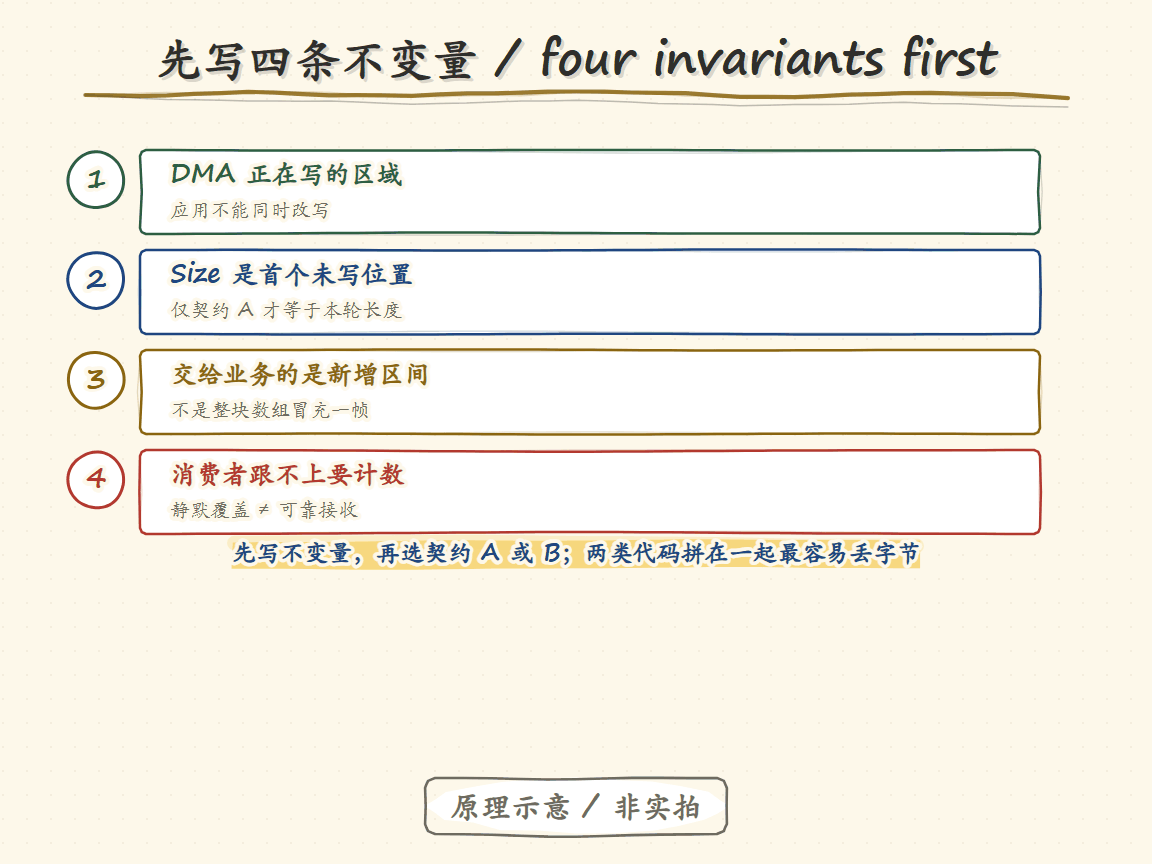 先写四条不变量 / four invariants first
1
DMA 正在写的区域
应用不能同时改写
2
Size 是首个未写位置
仅契约 A 才等于本轮长度
3
交给业务的是新增区间
不是整块数组冒充一帧
4
消费者跟不上要计数
静默覆盖 ≠ 可靠接收
先写不变量，再选契约 A 或 B；两类代码拼在一起最容易丢字节
原理示意 / 非实拍